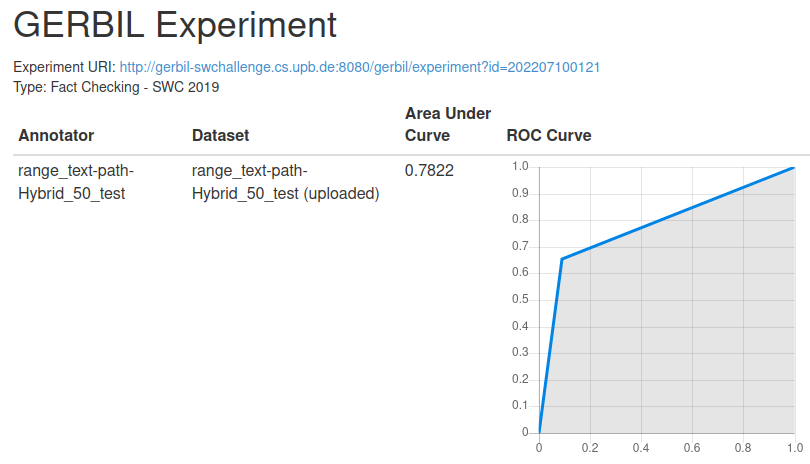 GERBIL Experiment
Experiment URI: http://gerbil-swchallenge.cs.upb.de:8080/gerbil/experiment?id=202207100121
Type: Fact Checking - SWC 2019
Annotator
Dataset
Area Under
Curve
ROC Curve
range_text-path-
Hybrid_50_test
range_text-path-
Hybrid_50_test (uploaded)
0.7822
1.0
0.9
0.8
0.7
0.6
0.5
0.4
0.3
0.2
0.1
0
0 0.2 0.4 0.6 0.8 1.0